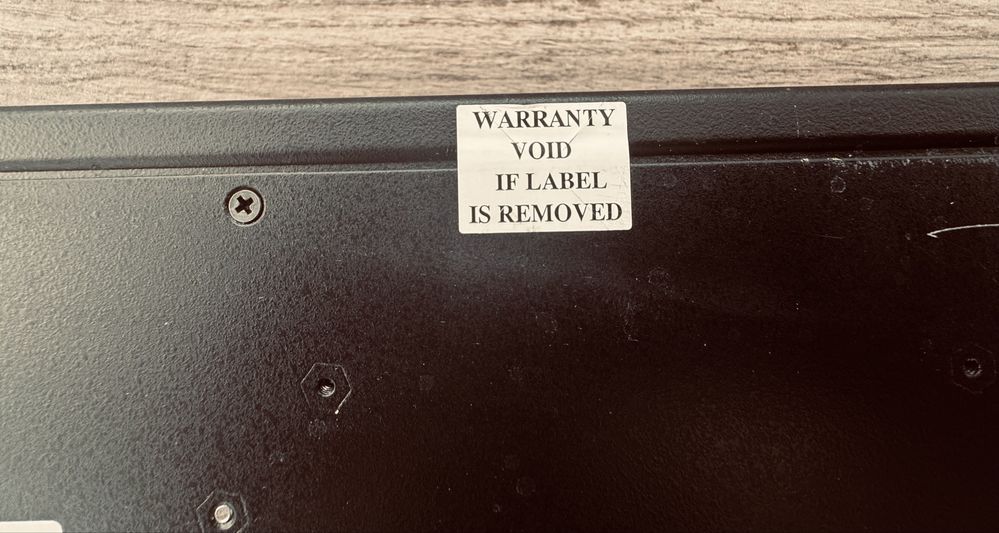 WARRANTY
VOID
IF LABEL
IS REMOVED